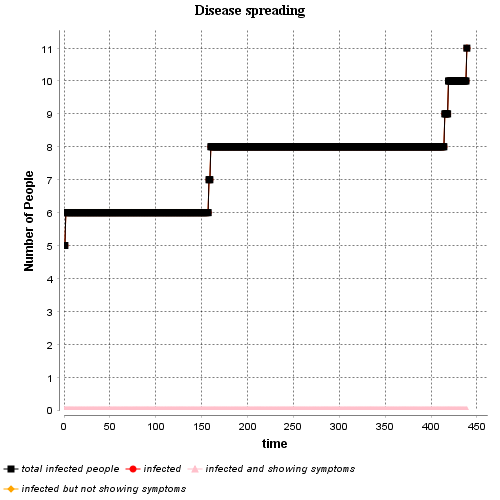 Disease spreading
11
10
9
8
7
6
5
4
3
2
1
0
Number of People
0 50 100 150 200 250 300 350 400 450
time
total infected people infected infected and showing symptoms
infected but not showing symptoms